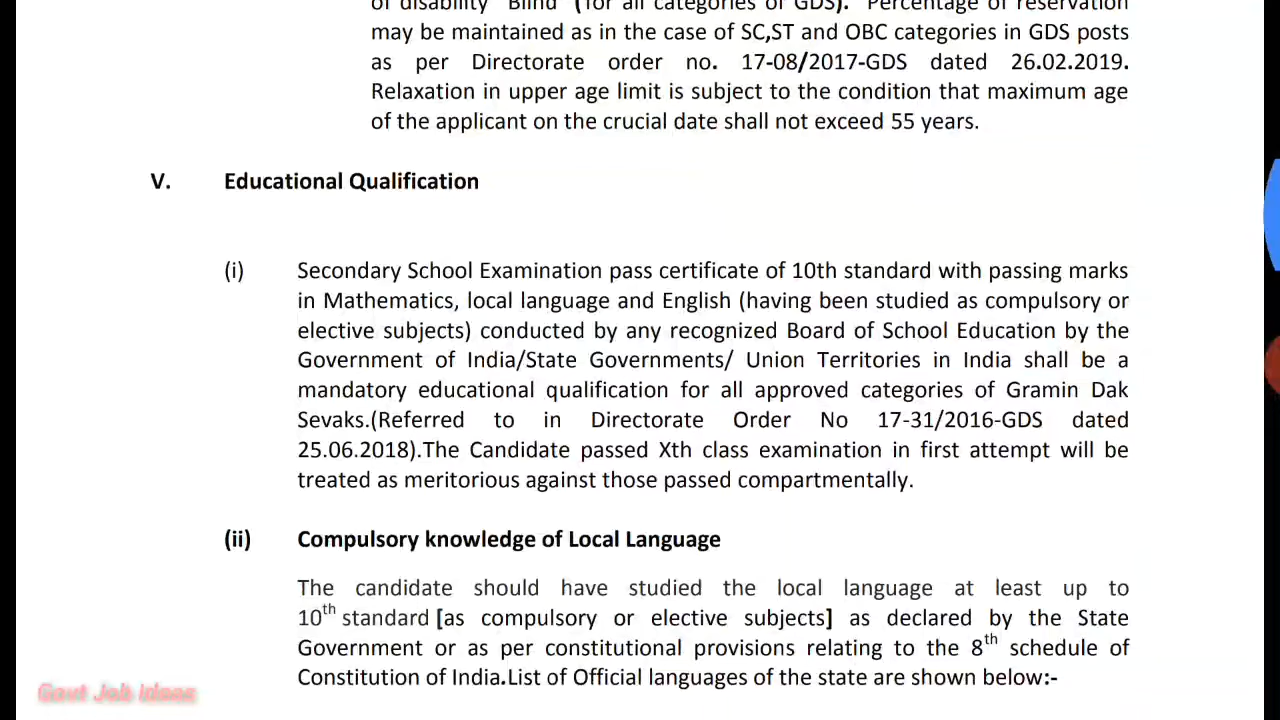 of disability "Blind" (for all categories of GDS). Percentage of reservation
may be maintained as in the case of SC,ST and OBC categories in GDS posts
as per Directorate order no. 17-08/2017-GDS dated 26.02.2019.
Relaxation in upper age limit is subject to the condition that maximum age
of the applicant on the crucial date shall not exceed 55 years.
V. Educational Qualification
(i) Secondary School Examination pass certificate of 10th standard with passing marks
in Mathematics, local language and English (having been studied as compulsory or
elective subjects) conducted by any recognized Board of School Education by the
Government of India/State Governments/ Union Territories in India shall be a
mandatory educational qualification for all approved categories of Gramin Dak
Sevaks.(Referred to in Directorate Order No 17-31/2016-GDS dated
25.06.2018).The Candidate passed Xth class examination in first attempt will be
treated as meritorious against those passed compartmentally.
(ii) Compulsory knowledge of Local Language
The candidate should have studied the local language at least up to
10th standard [as compulsory or elective subjects] as declared by the State
Government or as per constitutional provisions relating to the 8th schedule of
Constitution of India.List of Official languages of the state are shown below:-
Govt Job Ideas